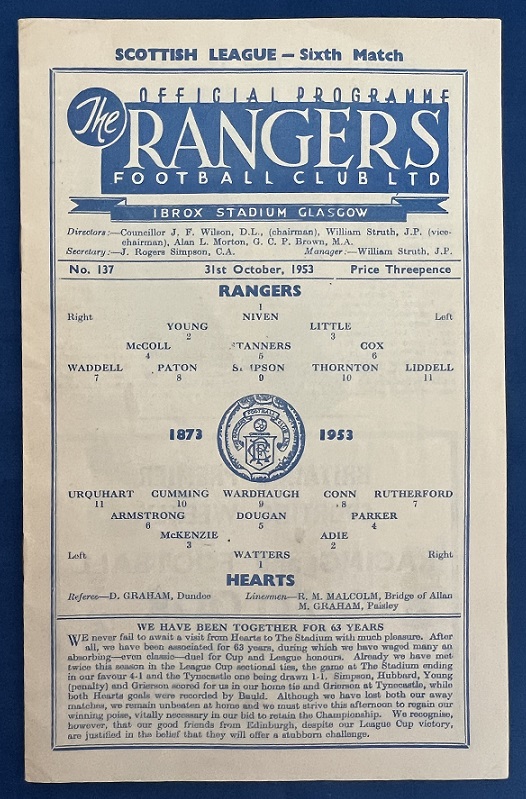 SCOTTISH LEAGUE — Sixth Match
OFFICIAL PROGRAMME
The RANGERS
FOOTBALL CLUB LTD
IBROX STADIUM GLASGOW
Directors:—Councillor J. F. Wilson, D.L., (chairman), William Struth, J.P. (vice-
chairman), Alan L. Morton, G. C. P. Brown, M.A.
Secretary:—J. Rogers Simpson, C.A. Manager:—William Struth, J.P.
No. 137 31st October, 1953 Price Threepence
RANGERS
1
Right NIVEN Left
YOUNG LITTLE
2 3
McCOLL STANNERS COX
4 5 6
WADDELL PATON SIMPSON THORNTON LIDDELL
7 8 9 10 11
1873 1953
URQUHART CUMMING WARDHAUGH CONN RUTHERFORD
11 10 9 8 7
ARMSTRONG DOUGAN PARKER
6 5 4
McKENZIE ADIE
3 2
Left WATTERS Right
1
HEARTS
Referee—D. GRAHAM, Dundee Linesmen—R. M. MALCOLM, Bridge of Allan
M. GRAHAM, Paisley
WE HAVE BEEN TOGETHER FOR 63 YEARS
WE never fail to await a visit from Hearts to The Stadium with much pleasure. After
all, we have been associated for 63 years, during which we have waged many an
absorbing—even classic—duel for Cup and League honours. Already we have met
twice this season in the League Cup sectional ties, the game at The Stadium ending
in our favour 4-1 and the Tynecastle one being drawn 1-1. Simpson, Hubbard, Young
(penalty) and Grierson scored for us in our home tie and Grierson at Tynecastle, while
both Hearts goals were recorded by Bauld. Although we have lost both our away
matches, we remain unbeaten at home and we must strive this afternoon to regain our
winning poise, vitally necessary in our bid to retain the Championship. We recognise,
however, that our good friends from Edinburgh, despite our League Cup victory,
are justified in the belief that they will offer a stubborn challenge.